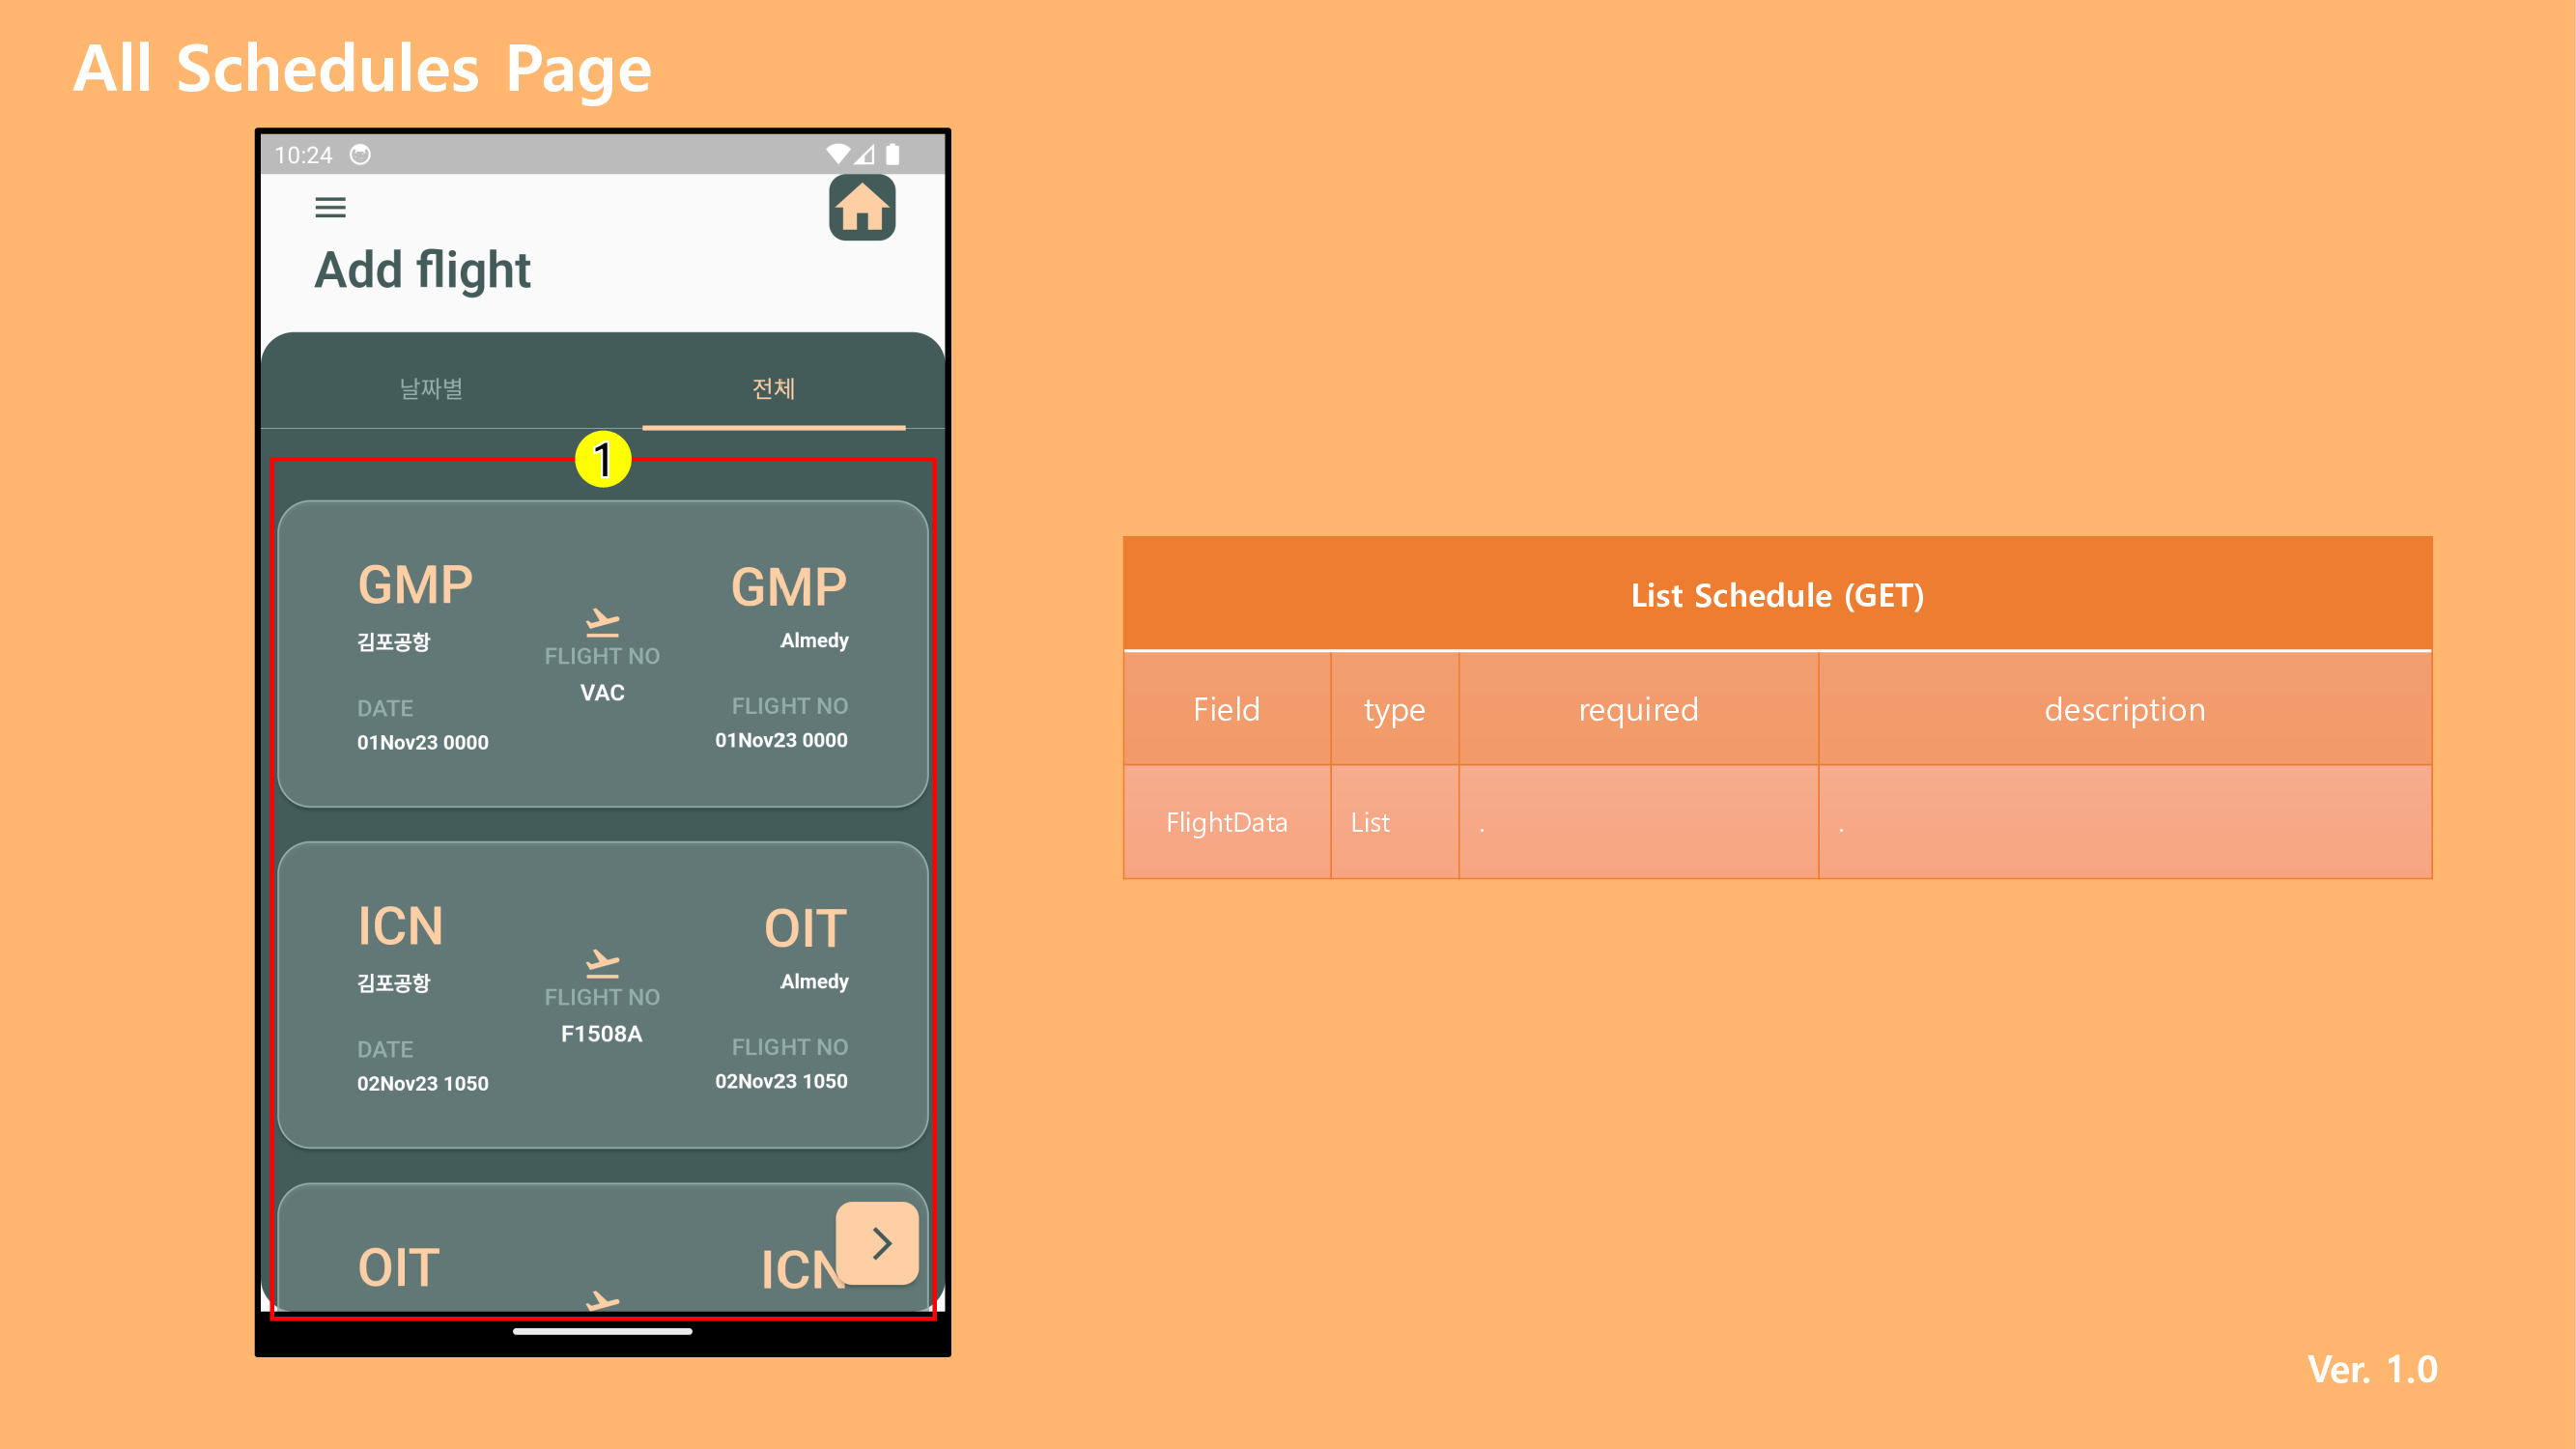 All Schedules Page
10:24
Add flight
날짜별 전체
1
GMP GMP
김포공항 Almedy
FLIGHT NO
VAC
DATE FLIGHT NO
01Nov23 0000 01Nov23 0000
ICN OIT
김포공항 Almedy
FLIGHT NO
F1508A
DATE FLIGHT NO
02Nov23 1050 02Nov23 1050
OIT ICN
List Schedule (GET)
Field type required description
FlightData List . .
Ver. 1.0